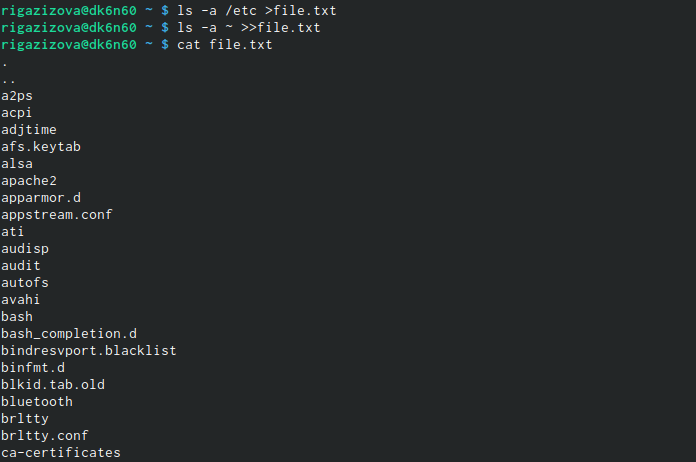 rigazizova@dk6n60 ~ $ ls -a /etc >file.txt
rigazizova@dk6n60 ~ $ ls -a ~ >>file.txt
rigazizova@dk6n60 ~ $ cat file.txt
.
..
a2ps
acpi
adjtime
afs.keytab
alsa
apache2
apparmor.d
appstream.conf
ati
audisp
audit
autofs
avahi
bash
bash_completion.d
bindresvport.blacklist
binfmt.d
blkid.tab.old
bluetooth
brltty
brltty.conf
ca-certificates